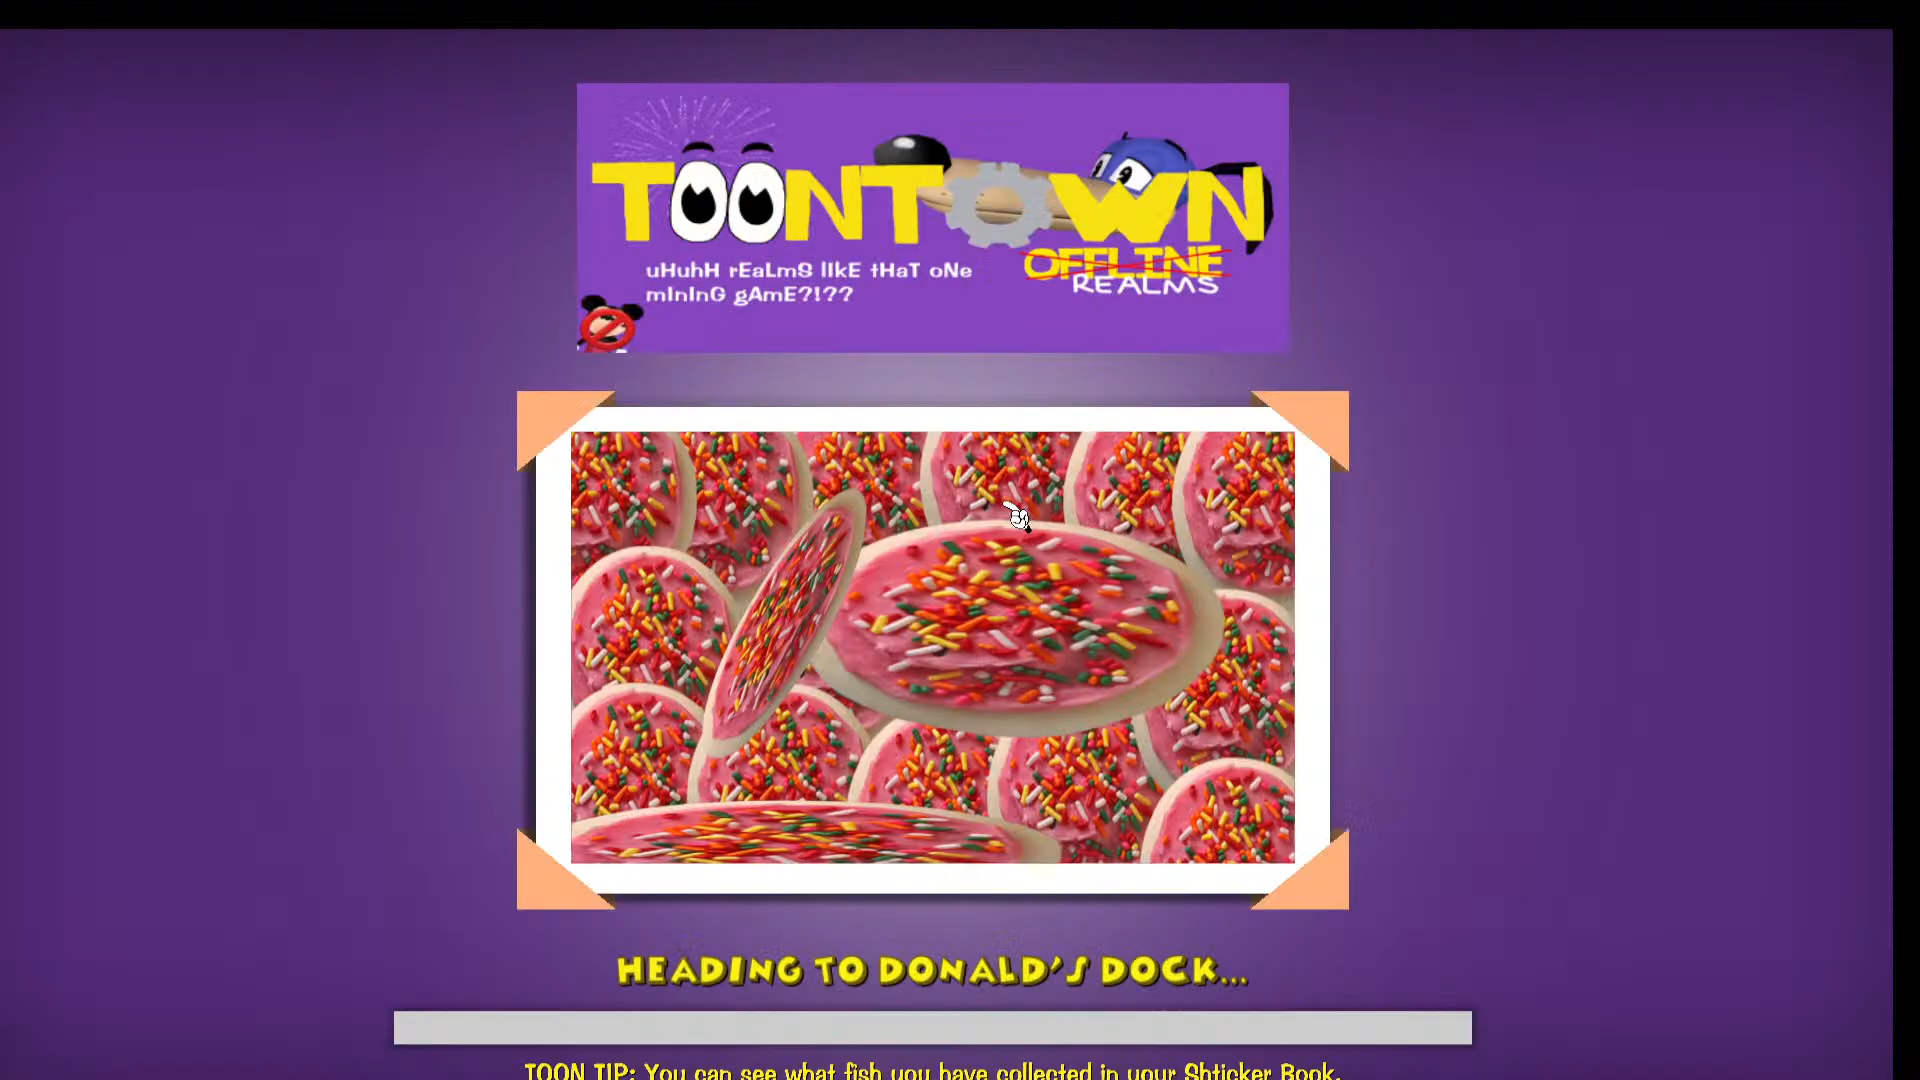 TOONTOWN
OFFLINE
REALMS
uHuhH rEaLmS lIkE tHaT oNe
mInInG gAmE?!??
HEADING TO DONALD'S DOCK...
TOON TIP: You can see what fish you have collected in your Shticker Book.